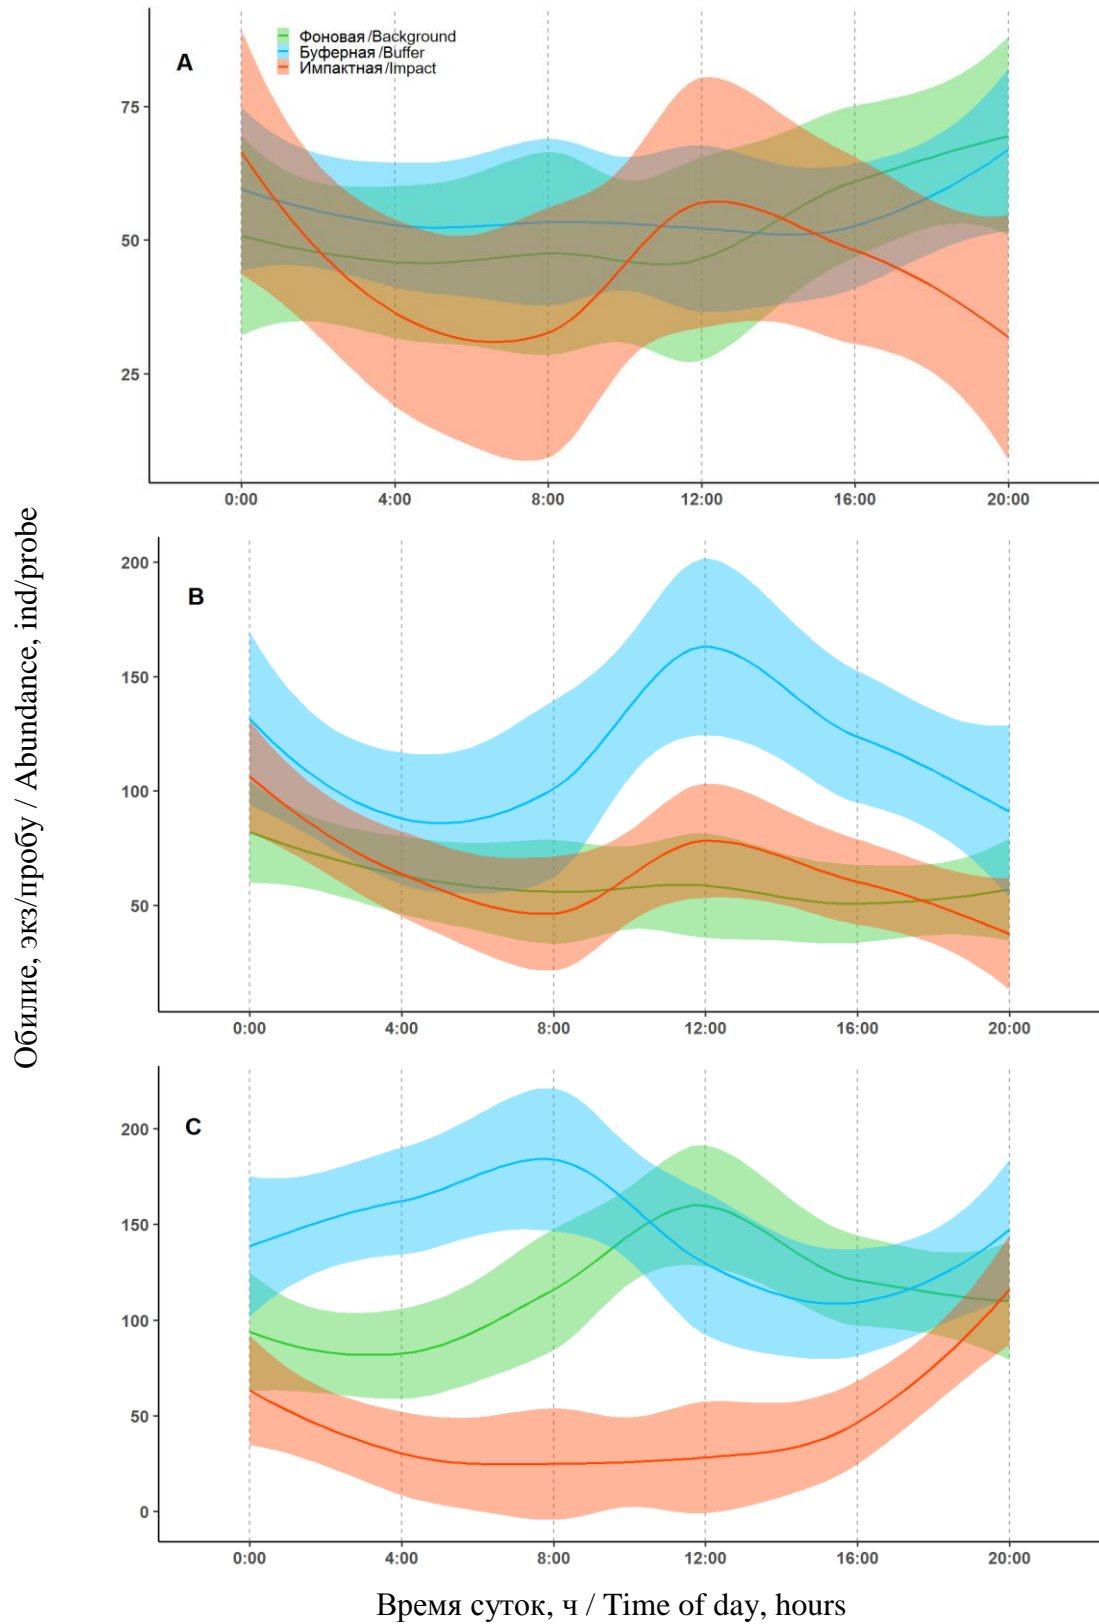 Обилие, экз/пробу / Abundance, ind/probe
A
Фоновая/Background
Буферная/Buffer
Импактная/Impact
75
50
25
0:00 4:00 8:00 12:00 16:00 20:00
B
200
150
100
50
0:00 4:00 8:00 12:00 16:00 20:00
C
200
150
100
50
0
0:00 4:00 8:00 12:00 16:00 20:00
Время суток, ч / Time of day, hours